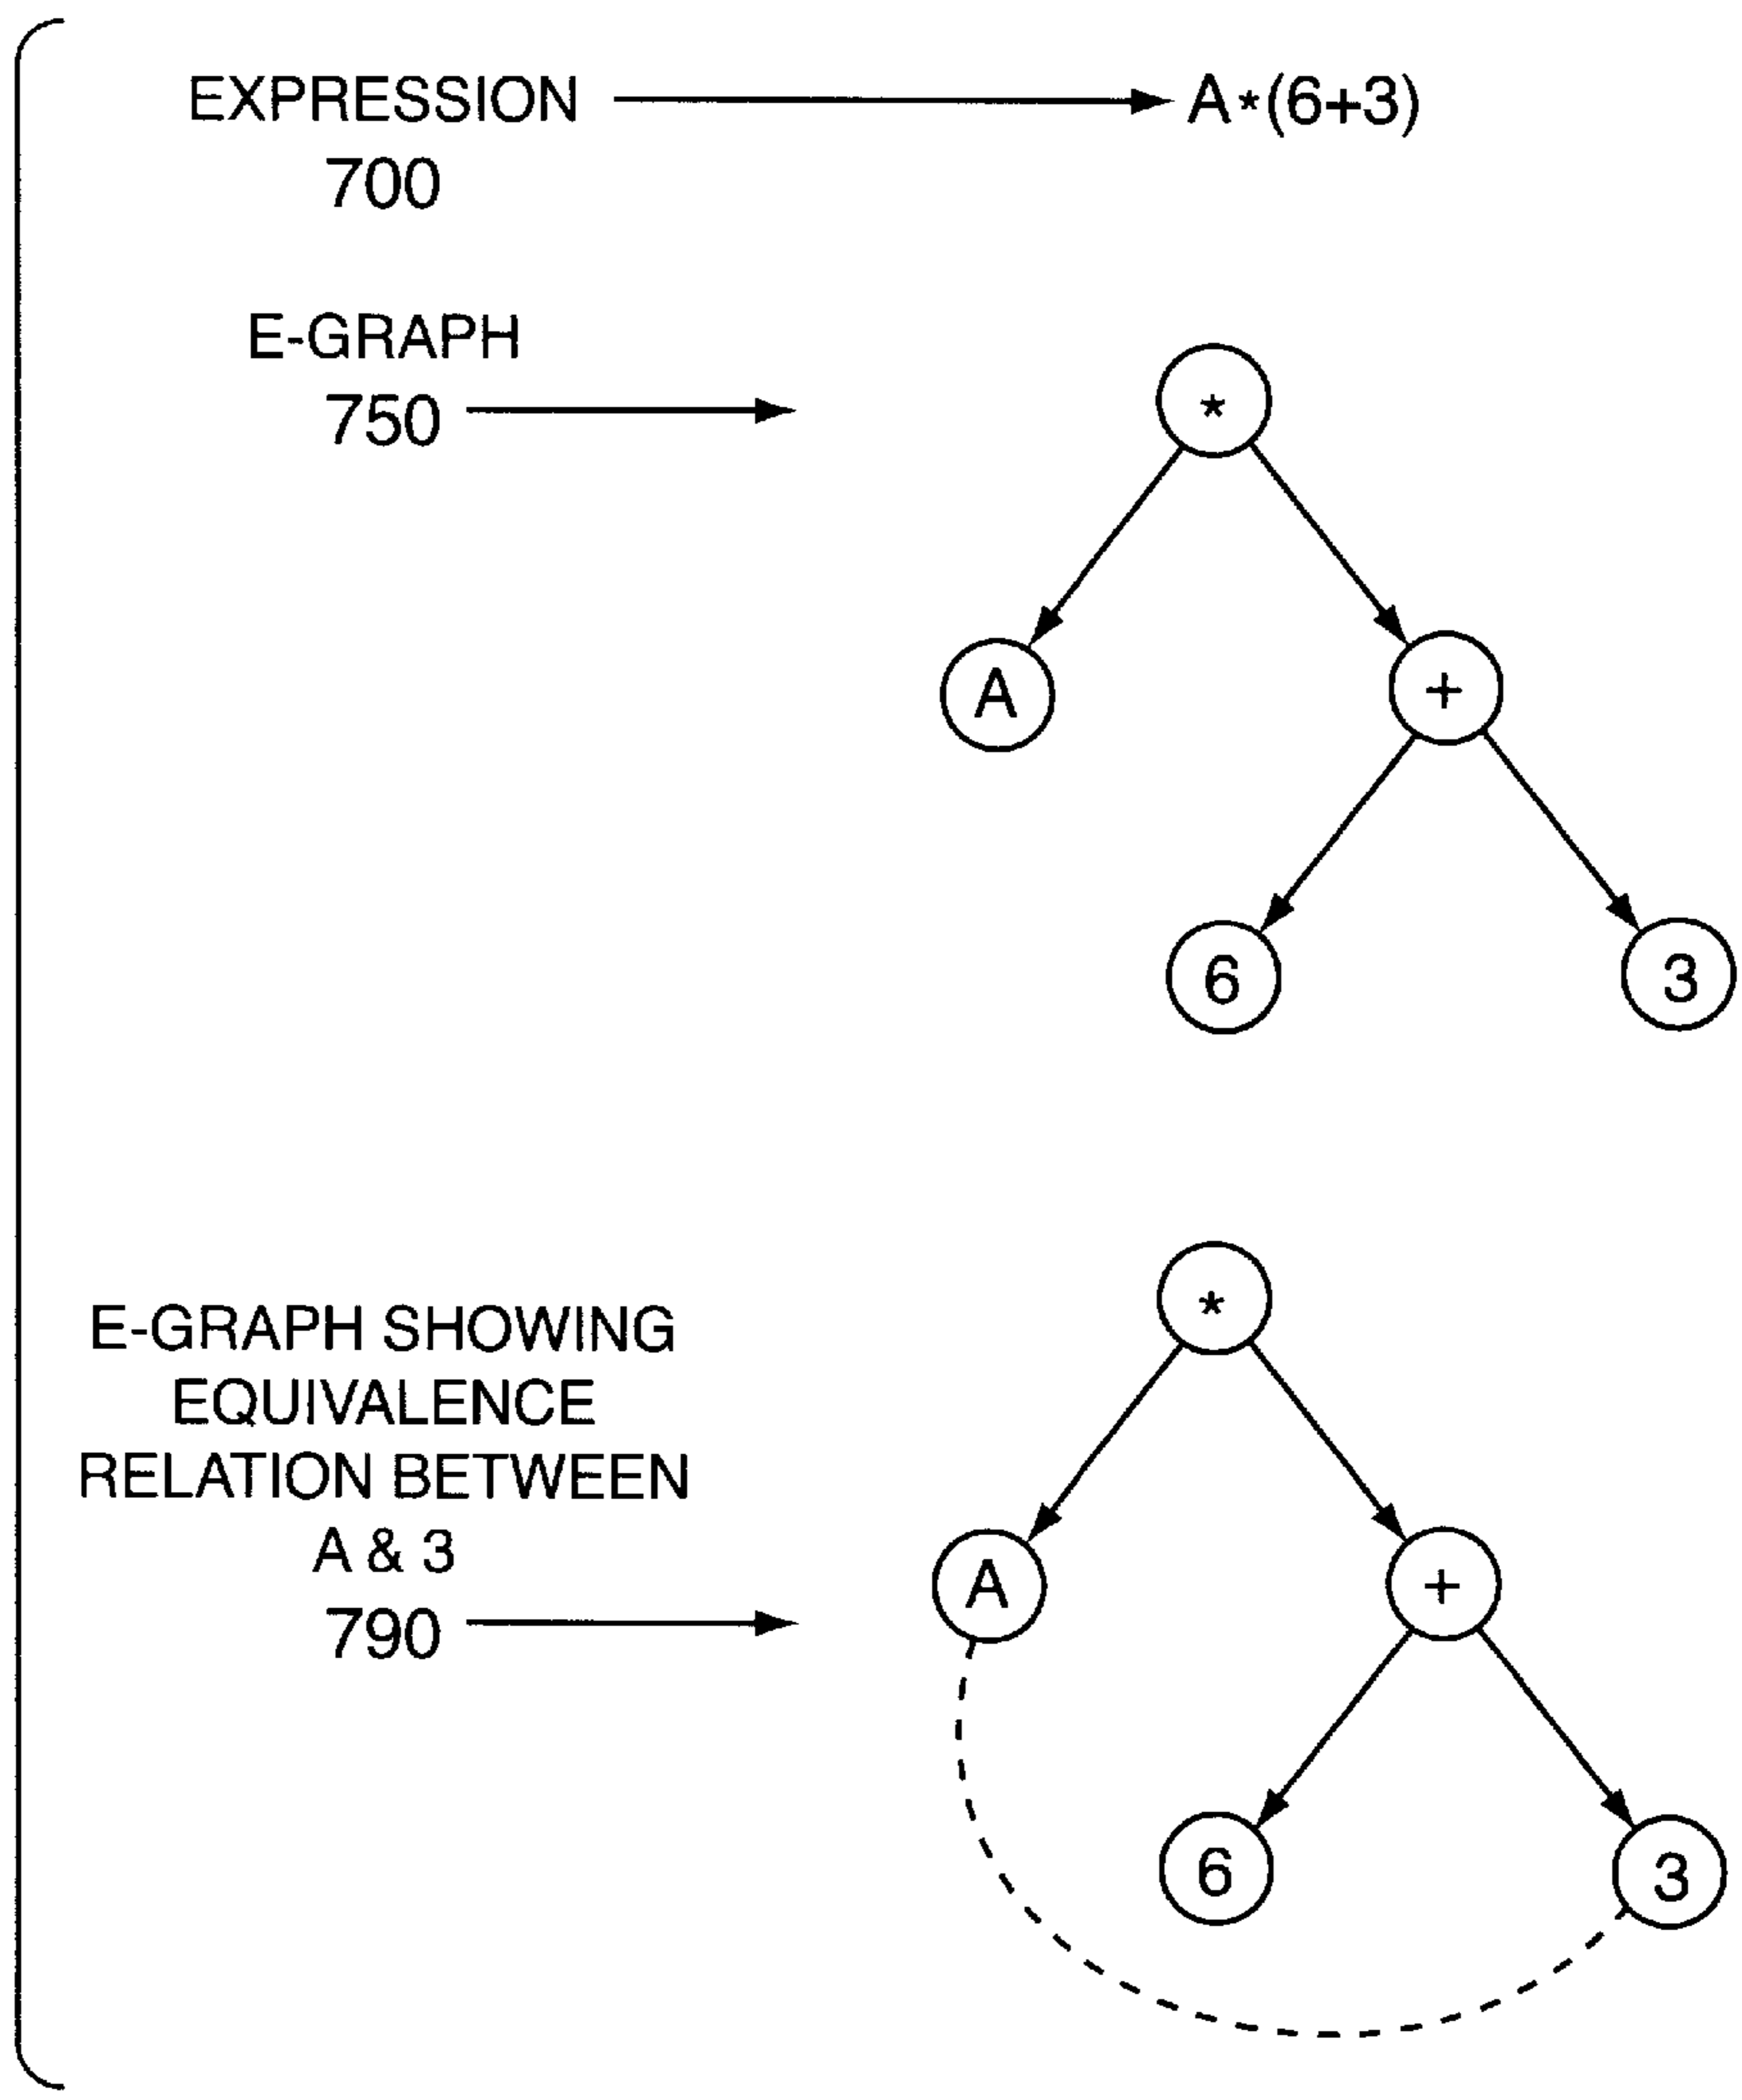 EXPRESSION A*(6+3)
700
E-GRAPH
750
*
A +
6 3
*
E-GRAPH SHOWING
EQUIVALENCE
RELATION BETWEEN
A & 3
790
A +
6 3